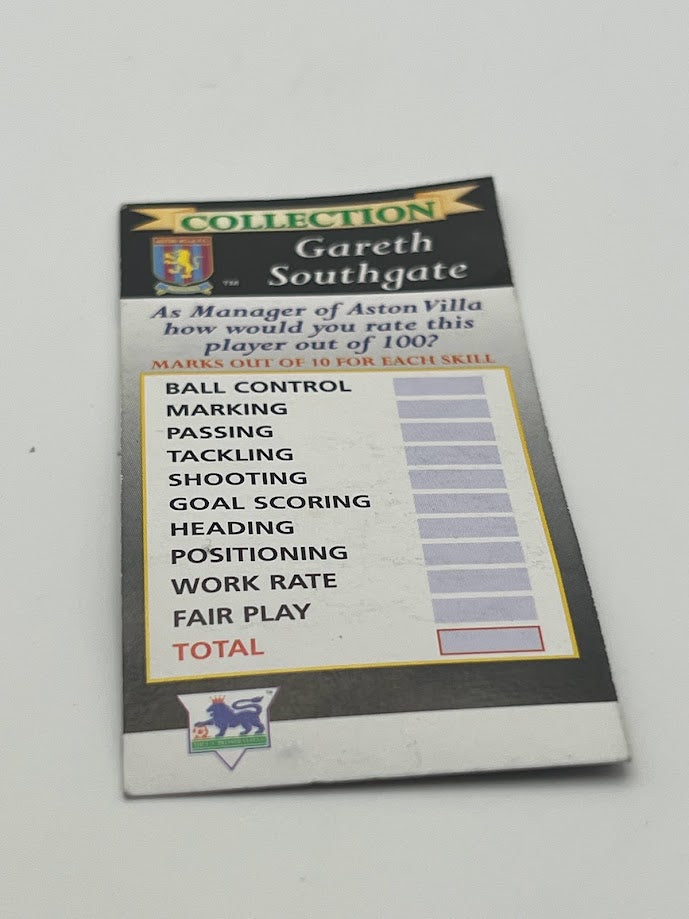 COLLECTION
Gareth
Southgate
TM
As Manager of Aston Villa
how would you rate this
player out of 100?
MARKS OUT OF 10 FOR EACH SKILL
BALL CONTROL
MARKING
PASSING
TACKLING
SHOOTING
GOAL SCORING
HEADING
POSITIONING
WORK RATE
FAIR PLAY
TOTAL